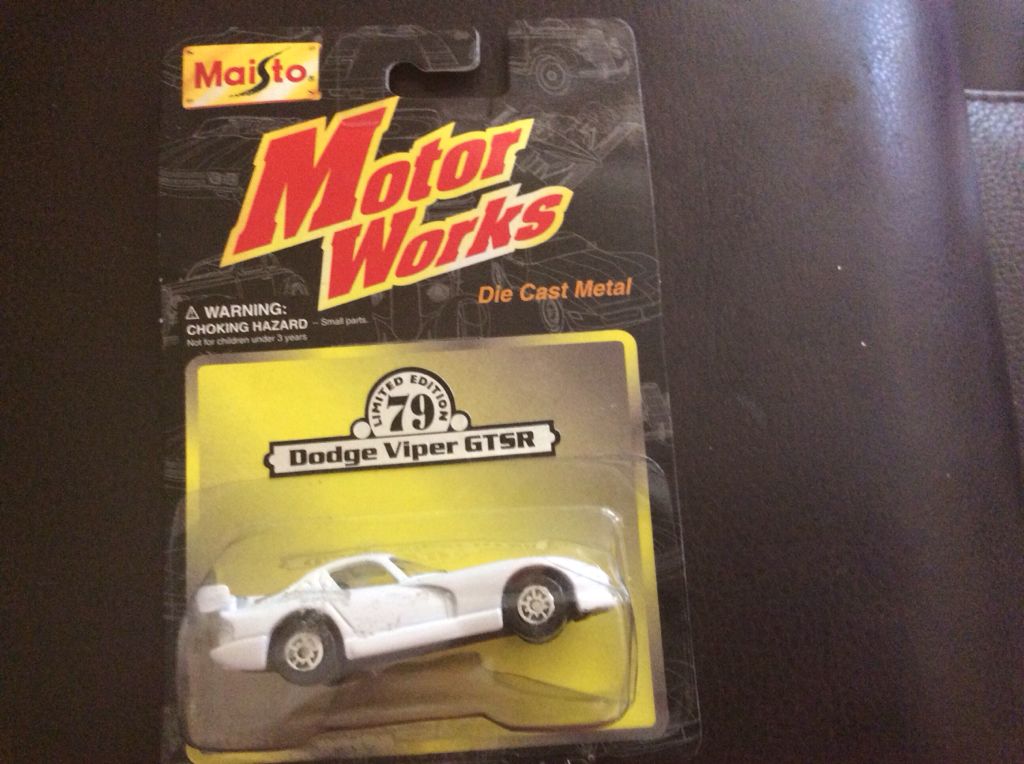 Maisto
Motor
Works
Die Cast Metal
⚠ WARNING:
CHOKING HAZARD – Small parts.
Not for children under 3 years
LIMITED EDITION
79
Dodge Viper GTSR